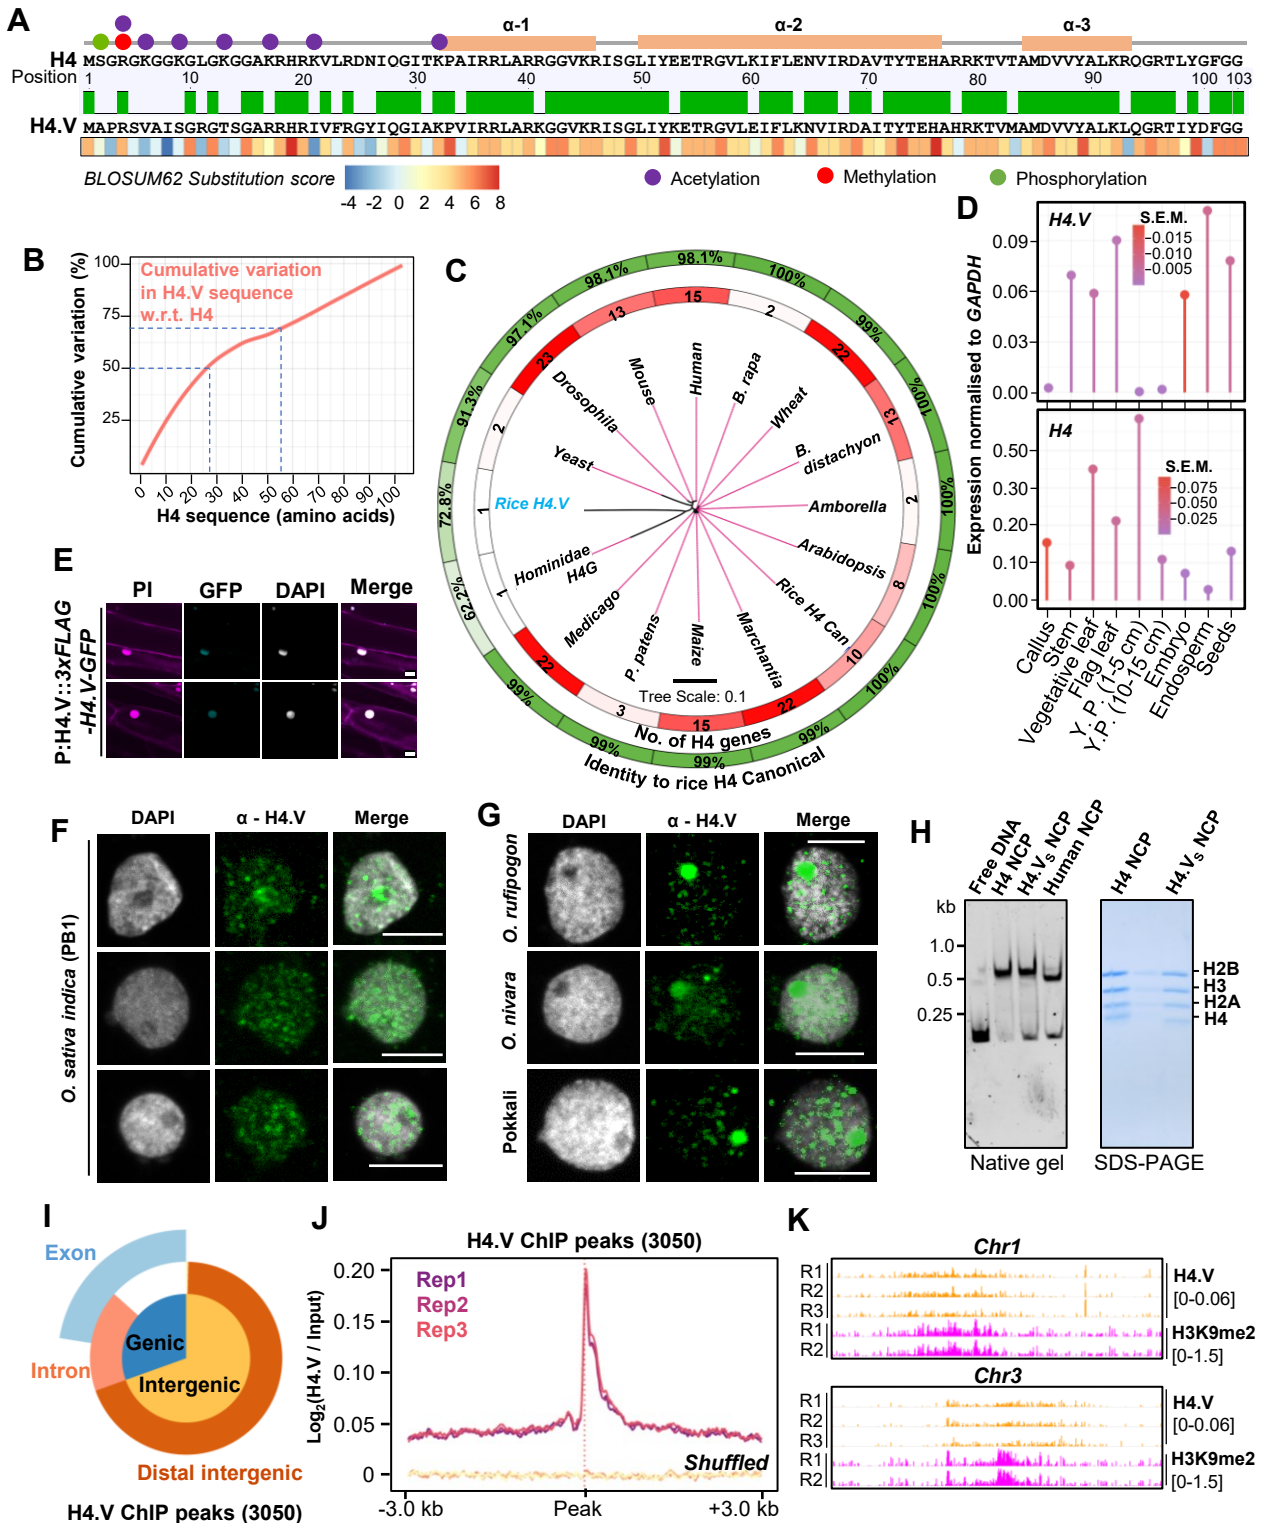 A
α-1
α-2
α-3
H4 MSGRGKGGKGLGKGGAKRHRKVLRDNIQGITKPAIRRLARRGGVKRISGLIYEETRGVLKIFLENVIRDAVTYTEHARRKTVTAMDVVYALKRQGRTLYGFGG
Position 1 10 20 30 40 50 60 70 80 90 100 103
H4.V MAPRSVAISGRGTSGARRHRIVFRGYIQGIAKPVIRRLARKGGVKRISGLIYKETRGVLEIFLKNVIRDAITYTEHAHRKTVMAMDVVYALKLQGRTIYDFGG
BLOSUM62 Substitution score
-4 -2 0 2 4 6 8
Acetylation
Methylation
Phosphorylation
B
Cumulative variation (%)
100
75
50
25
Cumulative variation
in H4.V sequence
w.r.t. H4
0 10 20 30 40 50 60 70 80 90 100
H4 sequence (amino acids)
C
98.1%
100%
99%
100%
100%
100%
100%
99%
99%
99%
99%
62.2%
72.8%
91.3%
97.1%
98.1%
15
2
22
13
2
8
10
22
15
3
22
1
1
2
23
13
Human
B. rapa
Wheat
B.
distachyon
Amborella
Arabidopsis
Rice H4 Can
Marchantia
Maize
P. patens
Medicago
Hominidae
H4G
Rice H4.V
Yeast
Drosophila
Mouse
Tree Scale: 0.1
No. of H4 genes
Identity to rice H4 Canonical
D
Expression normalised to GAPDH
H4.V
S.E.M.
0.015
0.010
0.005
0.09
0.06
0.03
0.00
H4
S.E.M.
0.075
0.050
0.025
0.50
0.30
0.20
0.10
0.00
Callus
Stem
Vegetative leaf
Flag leaf
Y. P. (1-5 cm)
Y.P. (10-15 cm)
Embryo
Endosperm
Seeds
E
PI GFP DAPI Merge
P:H4.V::3xFLAG
-H4.V-GFP
F
DAPI α - H4.V Merge
O. sativa indica (PB1)
G
DAPI α - H4.V Merge
O. rufipogon
O. nivara
Pokkali
H
Free DNA
H4 NCP
H4.VS NCP
Human NCP
kb
1.0
0.5
0.25
Native gel
H4 NCP
H4.VS NCP
H2B
H3
H2A
H4
SDS-PAGE
I
Exon
Intron
Genic
Intergenic
Distal intergenic
H4.V ChIP peaks (3050)
J
H4.V ChIP peaks (3050)
Log2(H4.V / Input)
0.20
0.15
0.10
0.05
0
Rep1
Rep2
Rep3
Shuffled
-3.0 kb Peak +3.0 kb
K
Chr1
R1
R2
R3
R1
R2
H4.V
[0-0.06]
H3K9me2
[0-1.5]
Chr3
R1
R2
R3
R1
R2
H4.V
[0-0.06]
H3K9me2
[0-1.5]